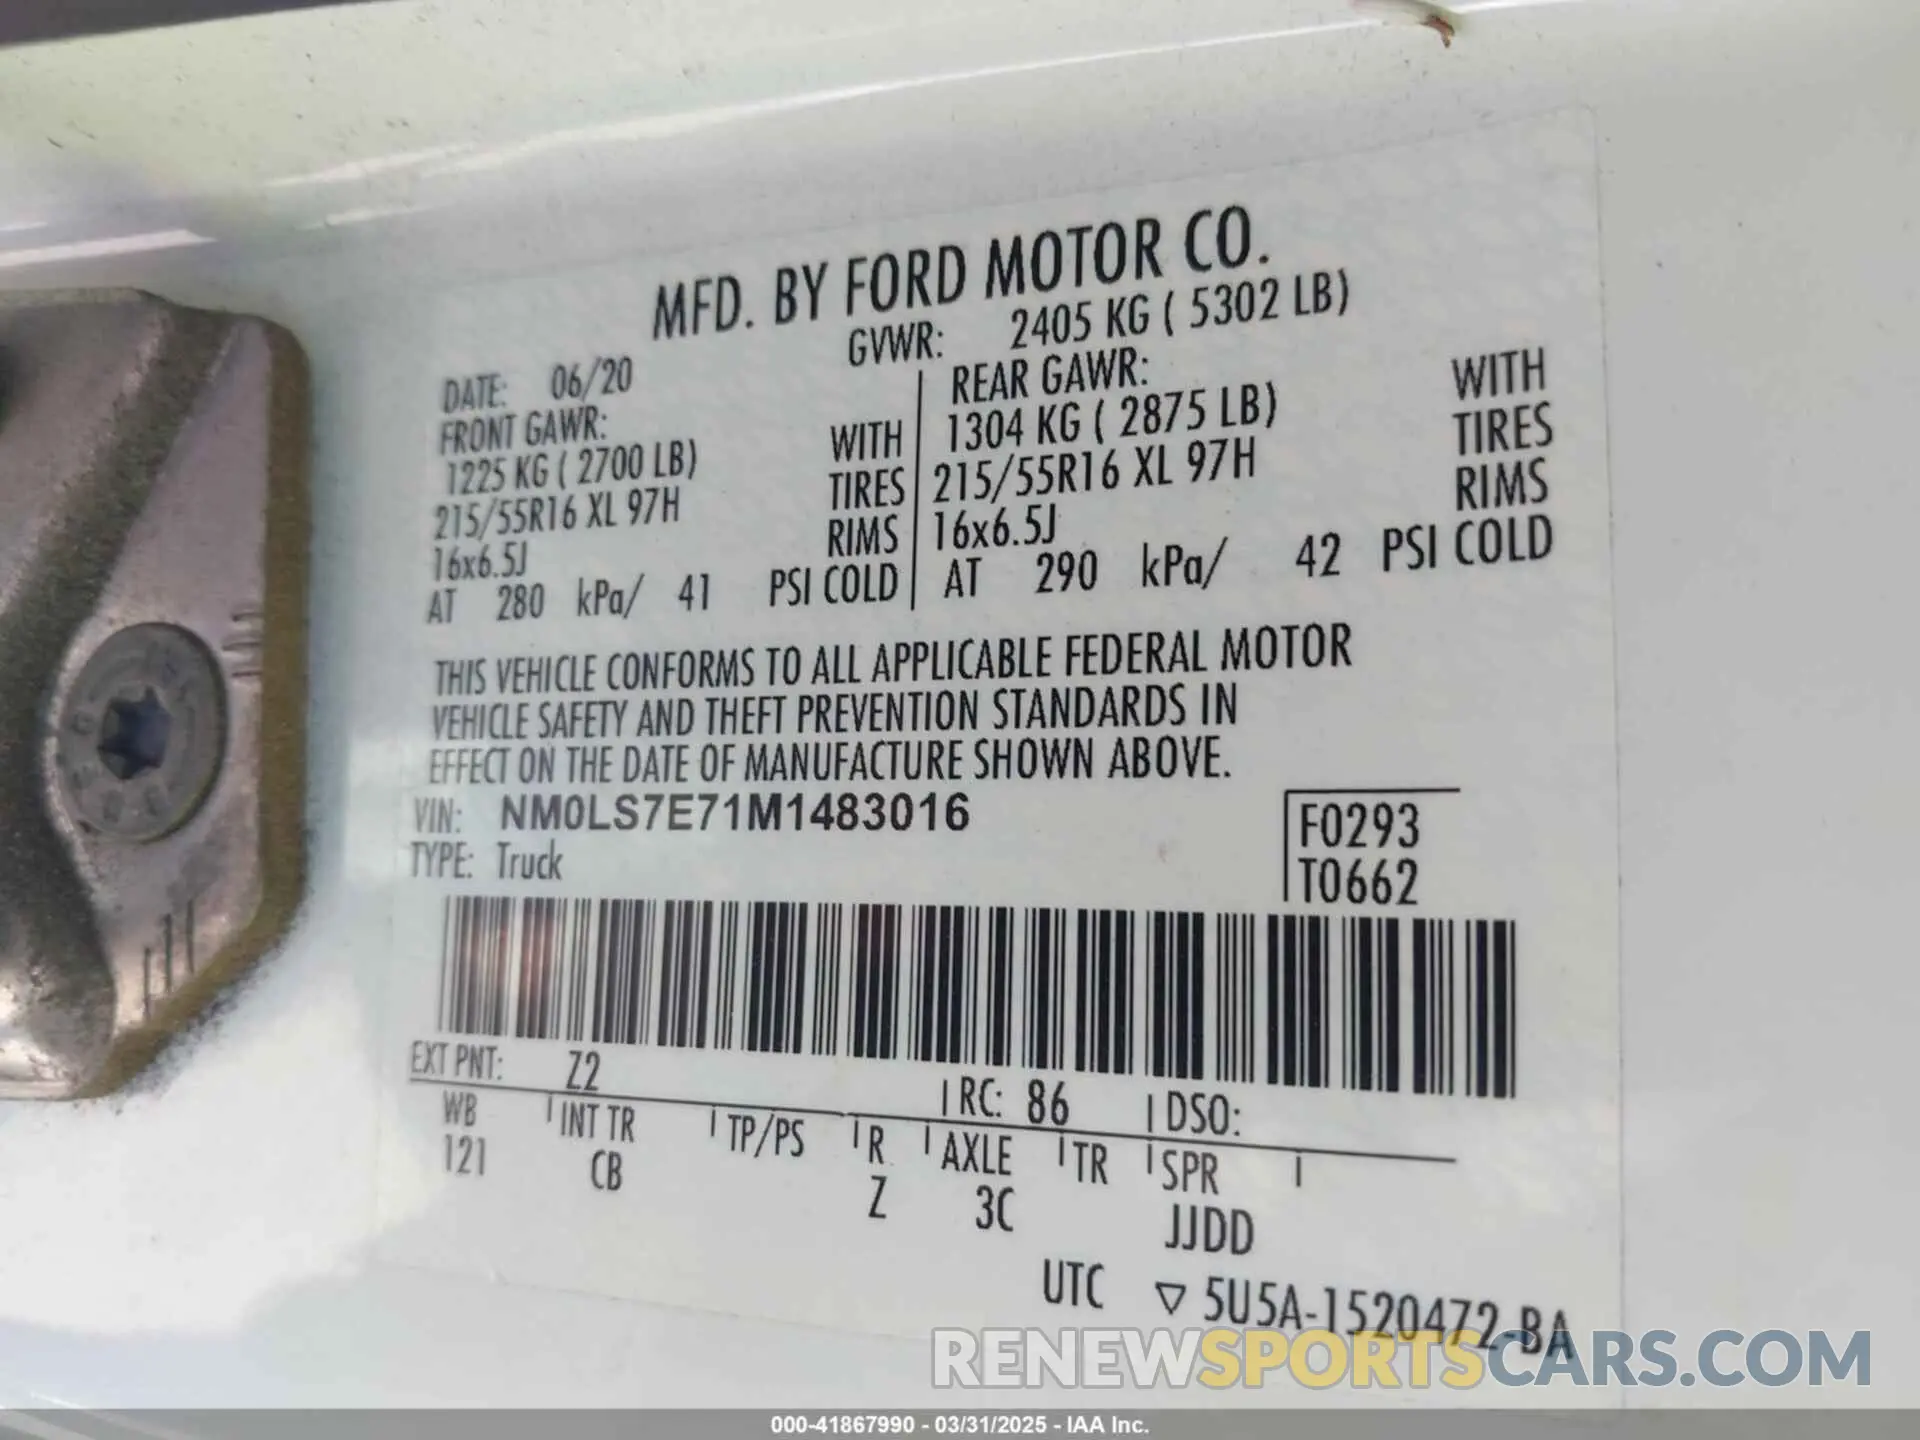 MFD. BY FORD MOTOR CO.
DATE: 06/20 GVWR: 2405 KG ( 5302 LB)
FRONT GAWR: REAR GAWR:
1225 KG ( 2700 LB) WITH 1304 KG ( 2875 LB) WITH
215/55R16 XL 97H TIRES 215/55R16 XL 97H TIRES
16x6.5J RIMS 16x6.5J RIMS
AT 280 kPa/ 41 PSI COLD AT 290 kPa/ 42 PSI COLD
THIS VEHICLE CONFORMS TO ALL APPLICABLE FEDERAL MOTOR
VEHICLE SAFETY AND THEFT PREVENTION STANDARDS IN
EFFECT ON THE DATE OF MANUFACTURE SHOWN ABOVE.
VIN: NM0LS7E71M1483016 F0293
TYPE: Truck T0662
EXT PNT: Z2 RC: 86 DSO:
WB INT TR TP/PS R AXLE TR SPR
121 CB Z 3C JJDD
UTC ▽ 5U5A-1520472-BA
RENEWSPORTSCARS.COM
000-41867990 - 03/31/2025 - IAA Inc.